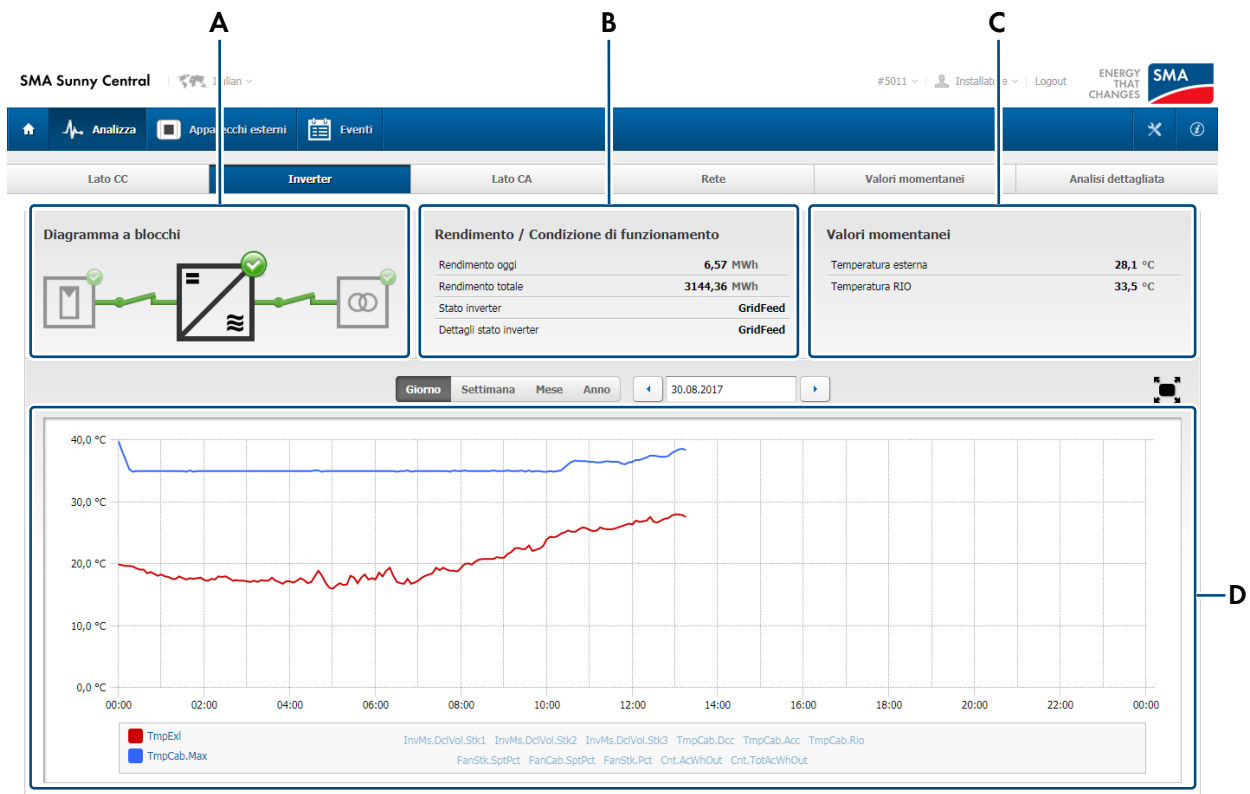 A B C
SMA Sunny Central Italian #5011 Installatore Logout ENERGY THAT CHANGES SMA
Analizza Apparecchi esterni Eventi
Lato CC Inverter Lato CA Rete Valori momentanei Analisi dettagliata
Diagramma a blocchi
Rendimento / Condizione di funzionamento
Rendimento oggi 6,57 MWh
Rendimento totale 3144,36 MWh
Stato inverter GridFeed
Dettagli stato inverter GridFeed
Valori momentanei
Temperatura esterna 28,1 °C
Temperatura RIO 33,5 °C
Giorno Settimana Mese Anno 30.08.2017
40,0 °C
30,0 °C
20,0 °C
10,0 °C
0,0 °C
D
00:00 02:00 04:00 06:00 08:00 10:00 12:00 14:00 16:00 18:00 20:00 22:00 00:00
TmpExl
TmpCab.Max
InvMs.DclVol.Stk1 InvMs.DclVol.Stk2 InvMs.DclVol.Stk3 TmpCab.Dcc TmpCab.Acc TmpCab.Rio
FanStk.SptPct FanCab.SptPct FanStk.Pct Cnt.AcWhOut Cnt.TotAcWhOut